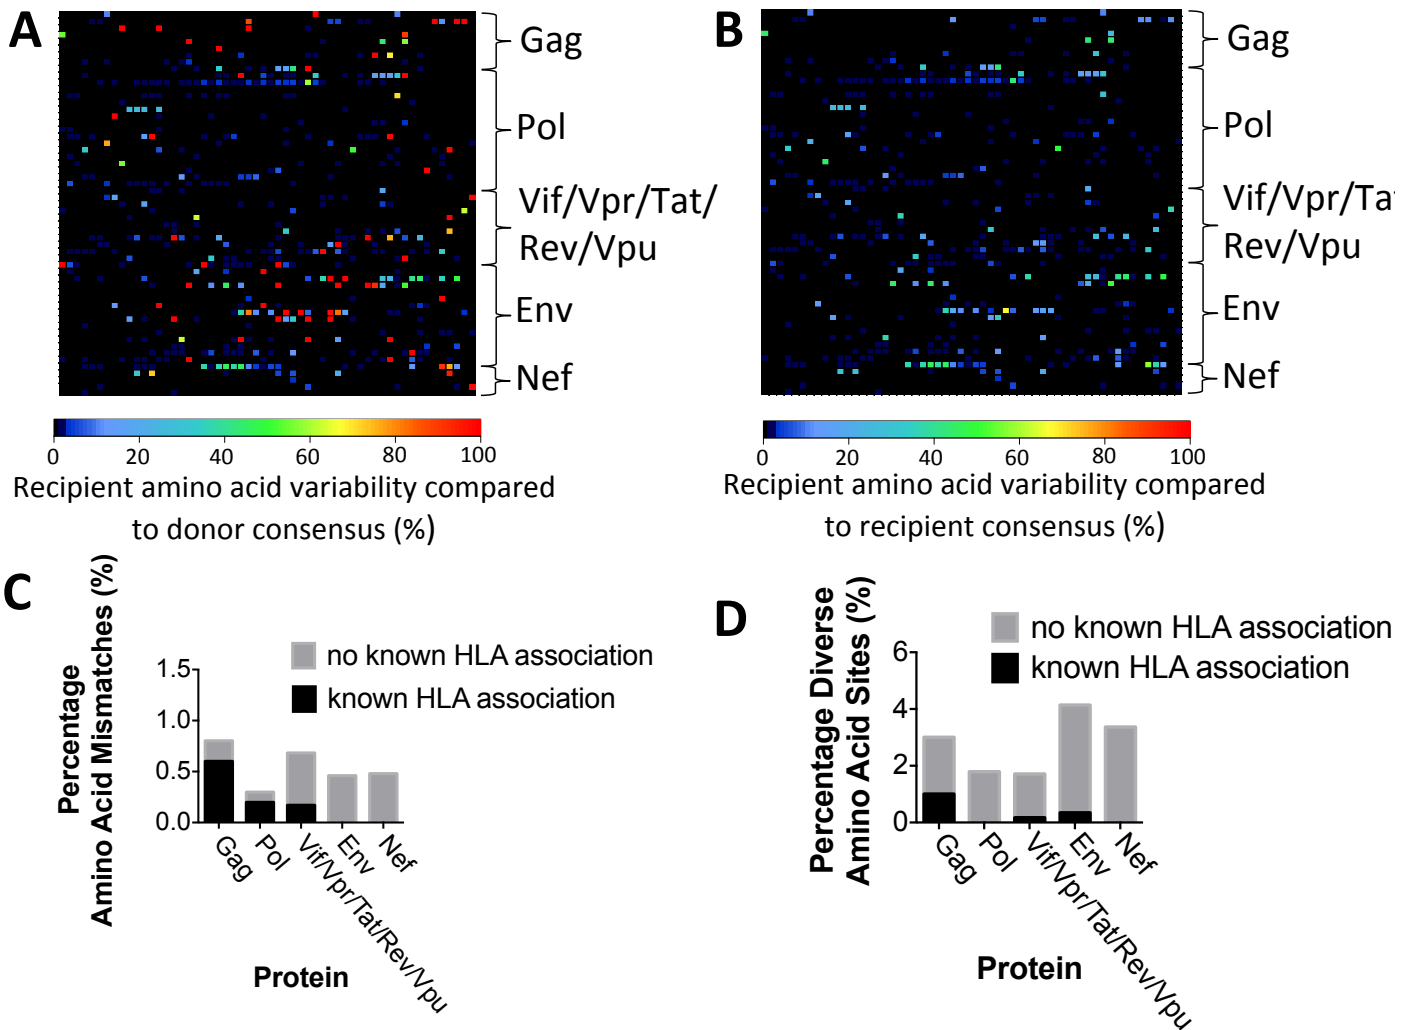 A
Gag
Pol
Vif/Vpr/Tat/
Rev/Vpu
Env
Nef
0 20 40 60 80 100
Recipient amino acid variability compared
to donor consensus (%)
B
Gag
Pol
Vif/Vpr/Tat
Rev/Vpu
Env
Nef
0 20 40 60 80 100
Recipient amino acid variability compared
to recipient consensus (%)
C
Percentage
Amino Acid Mismatches (%)
no known HLA association
known HLA association
1.5
1.0
0.5
0.0
Gag
Pol
Vif/Vpr/Tat/Rev/Vpu
Env
Nef
Protein
D
Percentage Diverse
Amino Acid Sites (%)
no known HLA association
known HLA association
6
4
2
0
Gag
Pol
Vif/Vpr/Tat/Rev/Vpu
Env
Nef
Protein